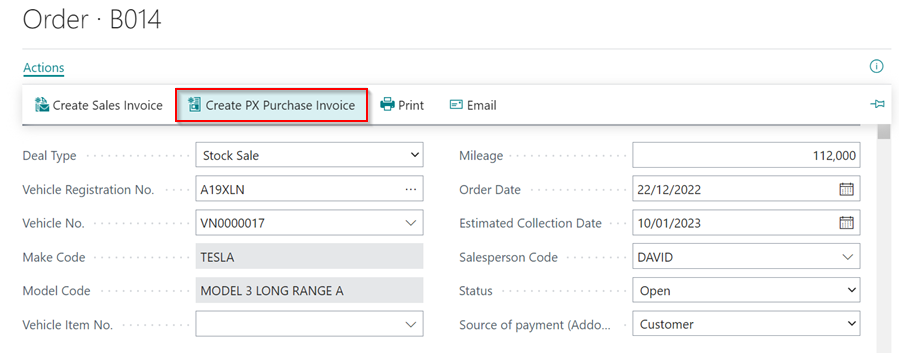 Order · B014
Actions
Create Sales Invoice Create PX Purchase Invoice Print Email
Deal Type Stock Sale Mileage 112,000
Vehicle Registration No. A19XLN Order Date 22/12/2022
Vehicle No. VN0000017 Estimated Collection Date 10/01/2023
Make Code TESLA Salesperson Code DAVID
Model Code MODEL 3 LONG RANGE A Status Open
Vehicle Item No. Source of payment (Addo... Customer